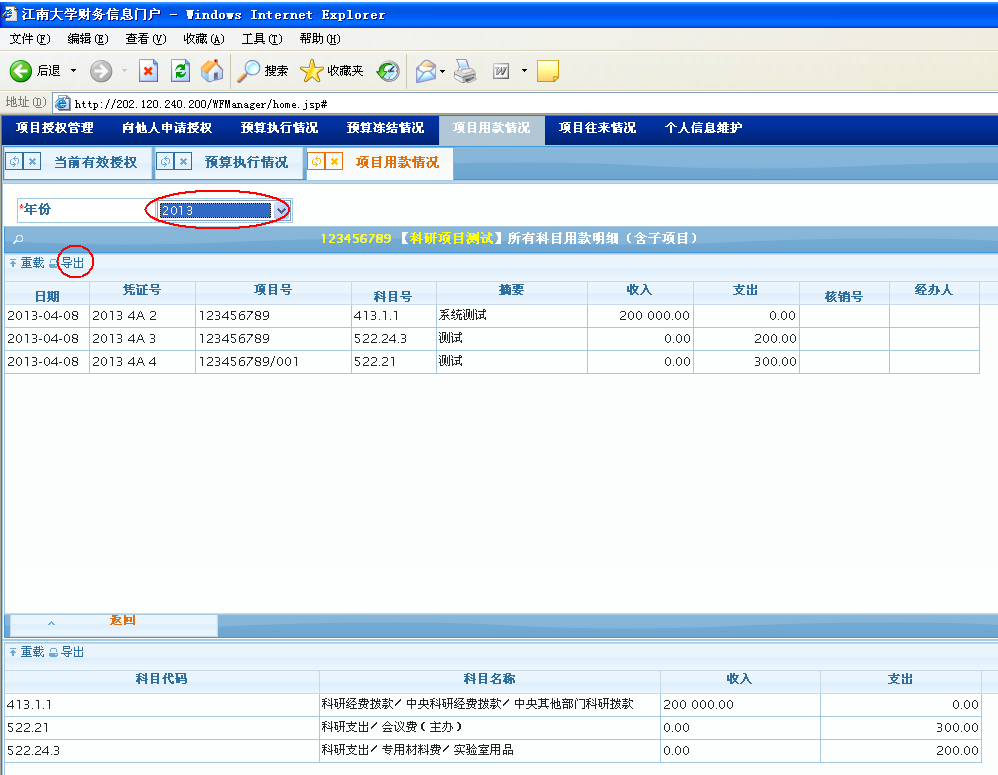 江南大学财务信息门户 - Windows Internet Explorer
文件(F) 编辑(E) 查看(V) 收藏(A) 工具(T) 帮助(H)
后退 搜索 收藏夹
地址(D) http://202.120.240.200/WFManager/home.jsp#
项目授权管理 向他人申请授权 预算执行情况 预算冻结情况 项目用款情况 项目往来情况 个人信息维护
当前有效授权 预算执行情况 项目用款情况
*年份 2013
123456789 【科研项目测试】所有科目用款明细（含子项目）
重载 导出
日期 凭证号 项目号 科目号 摘要 收入 支出 核销号 经办人
2013-04-08 2013 4A 2 123456789 413.1.1 系统测试 200 000.00 0.00
2013-04-08 2013 4A 3 123456789 522.24.3 测试 0.00 200.00
2013-04-08 2013 4A 4 123456789/001 522.21 测试 0.00 300.00
返回
重载 导出
科目代码 科目名称 收入 支出
413.1.1 科研经费拨款/中央科研经费拨款/中央其他部门科研拨款 200 000.00 0.00
522.21 科研支出/会议费(主办) 0.00 300.00
522.24.3 科研支出/专用材料费/实验室用品 0.00 200.00